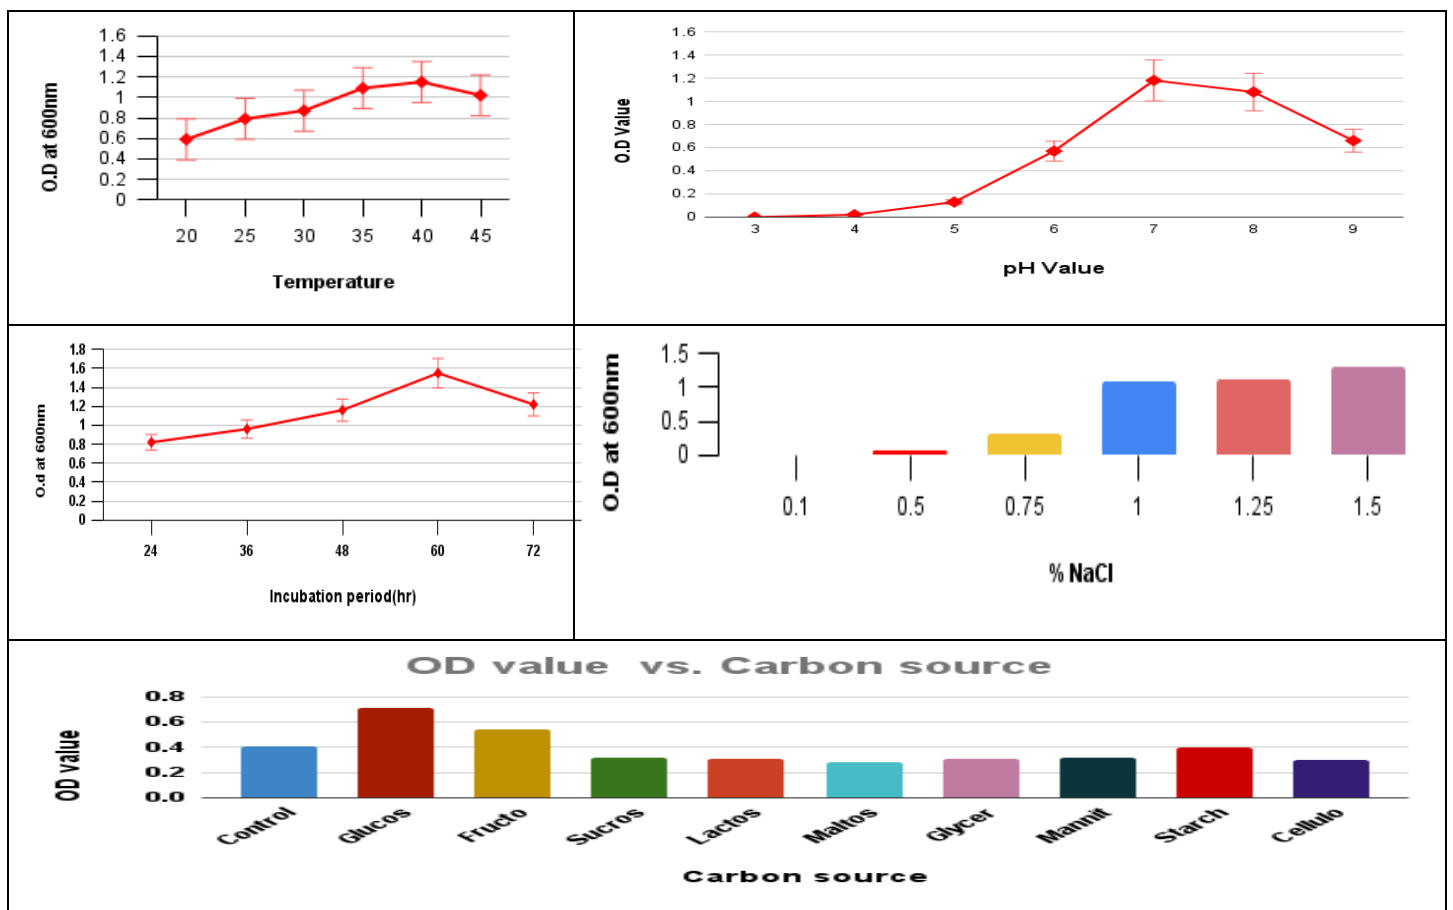 1.6
1.4
1.2
1
0.8
0.6
0.4
0.2
0
O.D at 600nm
20 25 30 35 40 45
Temperature
1.6
1.4
1.2
1
0.8
0.6
0.4
0.2
0
O.D Value
3 4 5 6 7 8 9
pH Value
1.8
1.6
1.4
1.2
1
0.8
0.6
0.4
0.2
0
O.d at 600nm
24 36 48 60 72
Incubation period(hr)
1.5
1
0.5
0
O.D at 600nm
0.1 0.5 0.75 1 1.25 1.5
% NaCl
OD value vs. Carbon source
0.8
0.6
0.4
0.2
0.0
OD value
Control Glucos Fructo Sucros Lactos Maltos Glycer Mannit Starch Cellulo
Carbon source